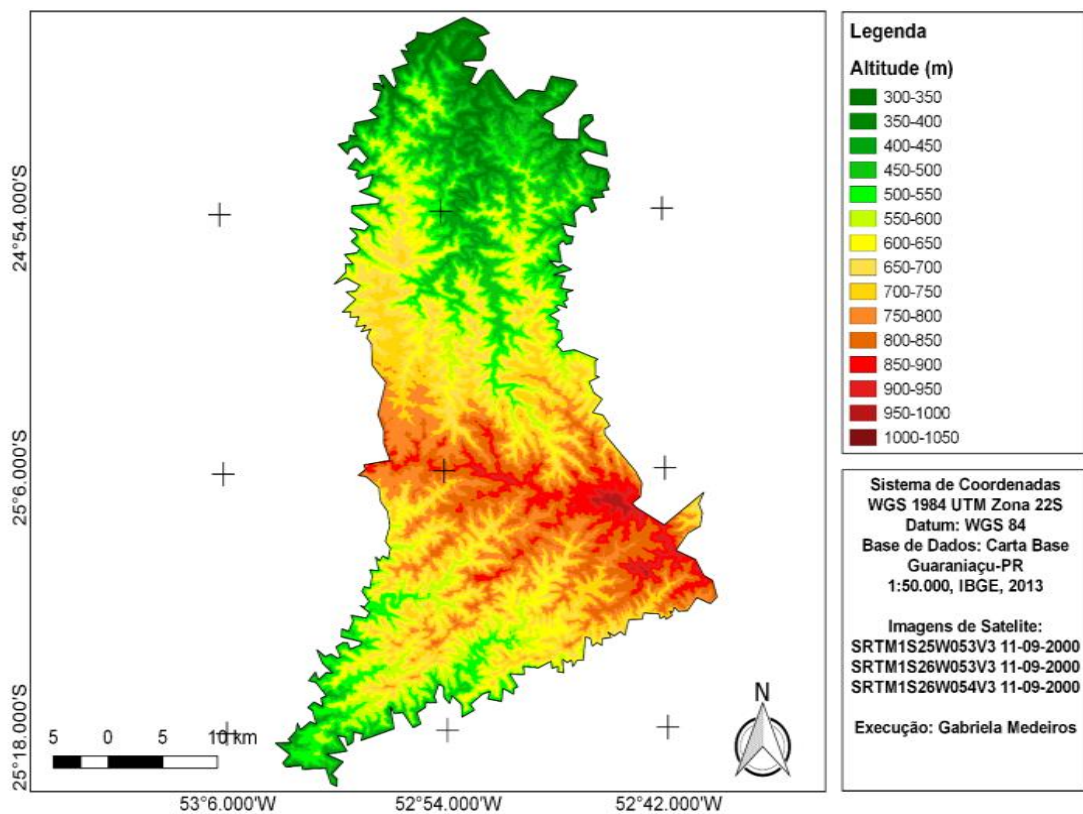 Legenda
Altitude (m)
300-350
350-400
400-450
450-500
500-550
550-600
600-650
650-700
700-750
750-800
800-850
850-900
900-950
950-1000
1000-1050
Sistema de Coordenadas
WGS 1984 UTM Zona 22S
Datum: WGS 84
Base de Dados: Carta Base
Guaraniaçu-PR
1:50.000, IBGE, 2013
Imagens de Satelite:
SRTM1S25W053V3 11-09-2000
SRTM1S26W053V3 11-09-2000
SRTM1S26W054V3 11-09-2000
Execução: Gabriela Medeiros
24°54.000'S
25°6.000'S
25°18.000'S
5 0 5 10 km
N
53°6.000'W 52°54.000'W 52°42.000'W